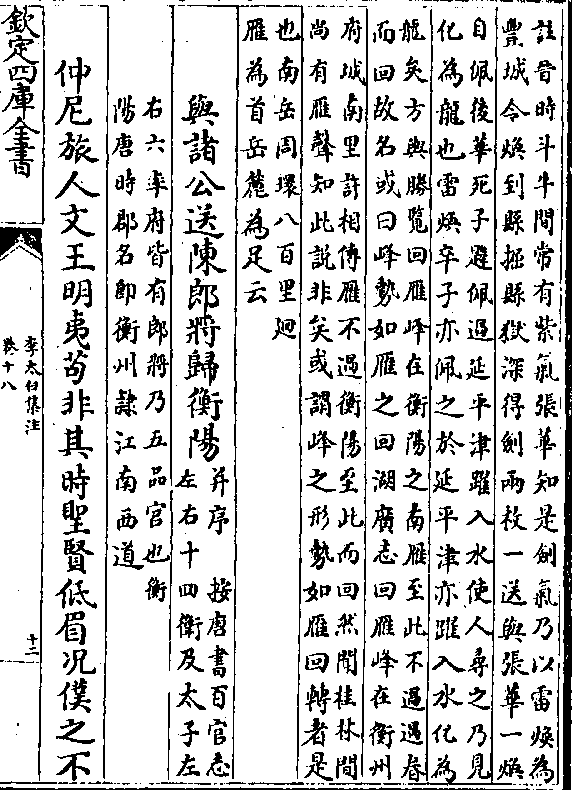 註晉時斗牛間常有紫氣張華知是劍氣乃以雷煥為
豐城令煥到縣掘縣獄深得劍兩枚一送與張華一煥
自佩後華死子韙佩過延平津躍入水使人尋之乃見
化為龍也雷煥卒子亦佩之於延平津亦躍入水化為
龍矣方輿勝覽回雁峰在衡陽之南雁至此不過遇春
而回故名或曰峰勢如雁之回湖廣志回雁峰在衡州
府城南里許相傳雁不過衡陽至此而回然聞桂林間
尚有雁聲知此說非矣或謂峰之形勢如雁回轉者是
也南岳周環八百里廻
雁為首岳麓為足云
與諸公送陳郎將歸衡陽
并序 按唐書百官志
左右十四衛及太子左
右六率府皆有郎將乃五品官也衡
陽唐時郡名即衡州隸江南西道
仲尼旅人文王明夷茍非其時聖賢低眉况僕之不
欽定四庫全書
李太白集注
卷十八
十二